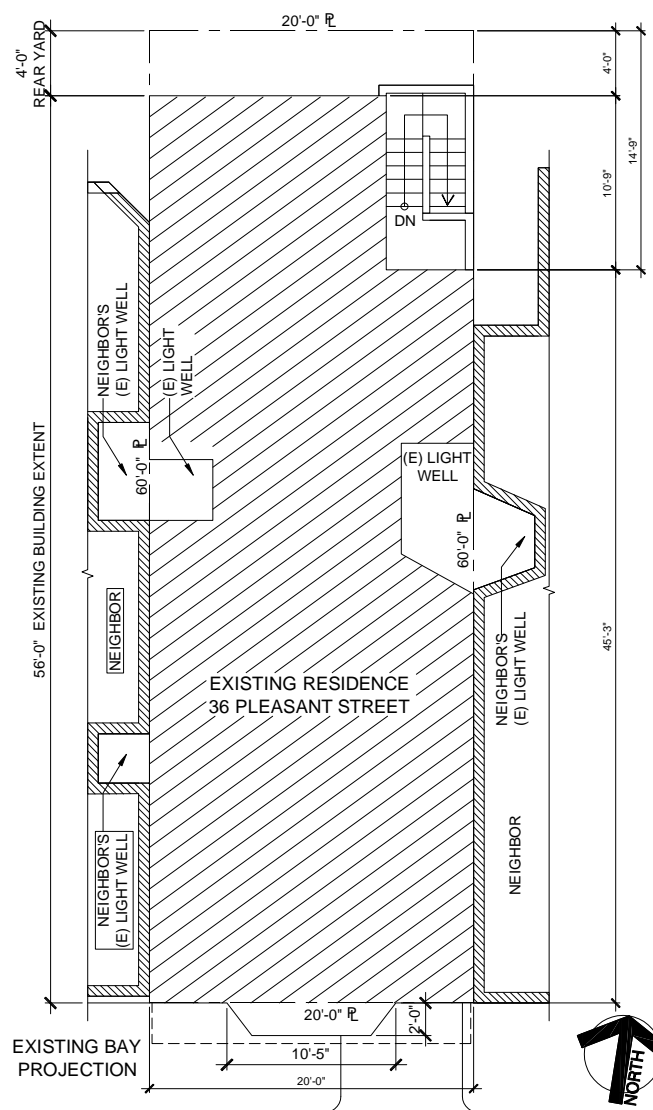 20'-0" PL
4'-0"
REAR YARD
4'-0"
14'-9"
10'-9"
DN
NEIGHBOR'S
(E) LIGHT WELL
(E) LIGHT
WELL
60'-0" PL
(E) LIGHT
WELL
60'-0" PL
56'-0" EXISTING BUILDING EXTENT
NEIGHBOR
EXISTING RESIDENCE
36 PLEASANT STREET
NEIGHBOR'S
(E) LIGHT WELL
45'-3"
NEIGHBOR'S
(E) LIGHT WELL
NEIGHBOR
20'-0" PL
2'-0"
EXISTING BAY
PROJECTION
10'-5"
20'-0"
NORTH